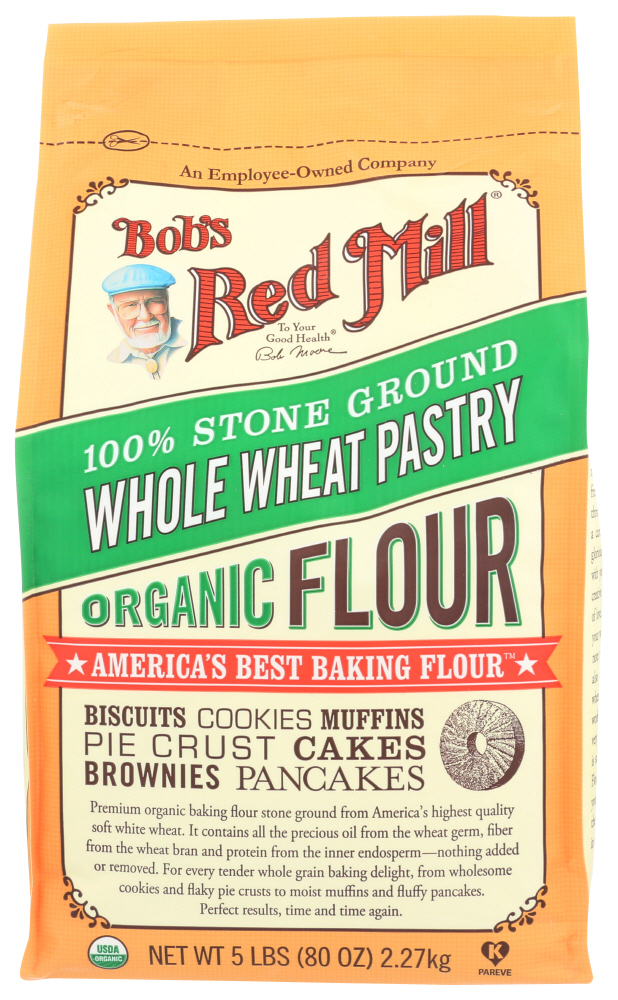 An Employee-Owned Company
Bob's
Red Mill®
To Your
Good Health®
Bob Moore
100% STONE GROUND
WHOLE WHEAT PASTRY
ORGANIC FLOUR
★ AMERICA'S BEST BAKING FLOUR™ ★
BISCUITS COOKIES MUFFINS
PIE CRUST CAKES
BROWNIES PANCAKES
Premium organic baking flour stone ground from America's highest quality
soft white wheat. It contains all the precious oil from the wheat germ, fiber
from the wheat bran and protein from the inner endosperm—nothing added
or removed. For every tender whole grain baking delight, from wholesome
cookies and flaky pie crusts to moist muffins and fluffy pancakes.
Perfect results, time and time again.
USDA
ORGANIC
NET WT 5 LBS (80 OZ) 2.27kg
K
PAREVE